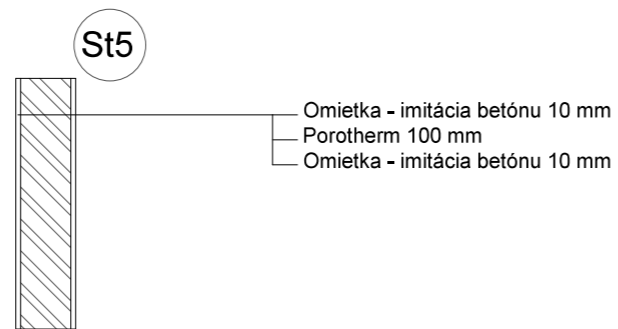 St5
Omietka - imitácia betónu 10 mm
Porotherm 100 mm
Omietka - imitácia betónu 10 mm